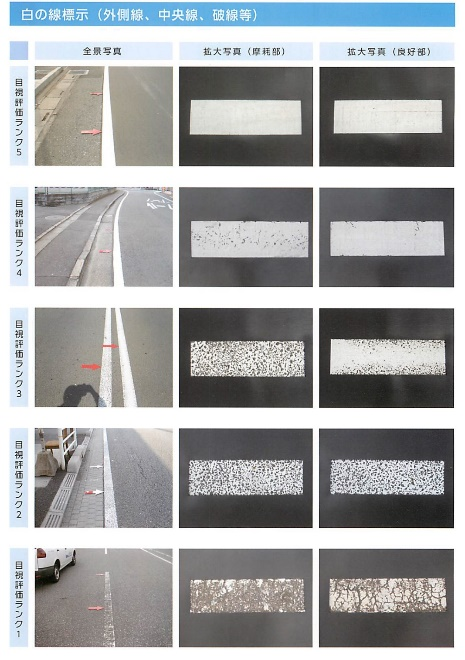 白の線標示（外側線、中央線、破線等）
全景写真
拡大写真（摩耗部）
拡大写真（良好部）
目視評価ランク5
目視評価ランク4
目視評価ランク3
目視評価ランク2
目視評価ランク1